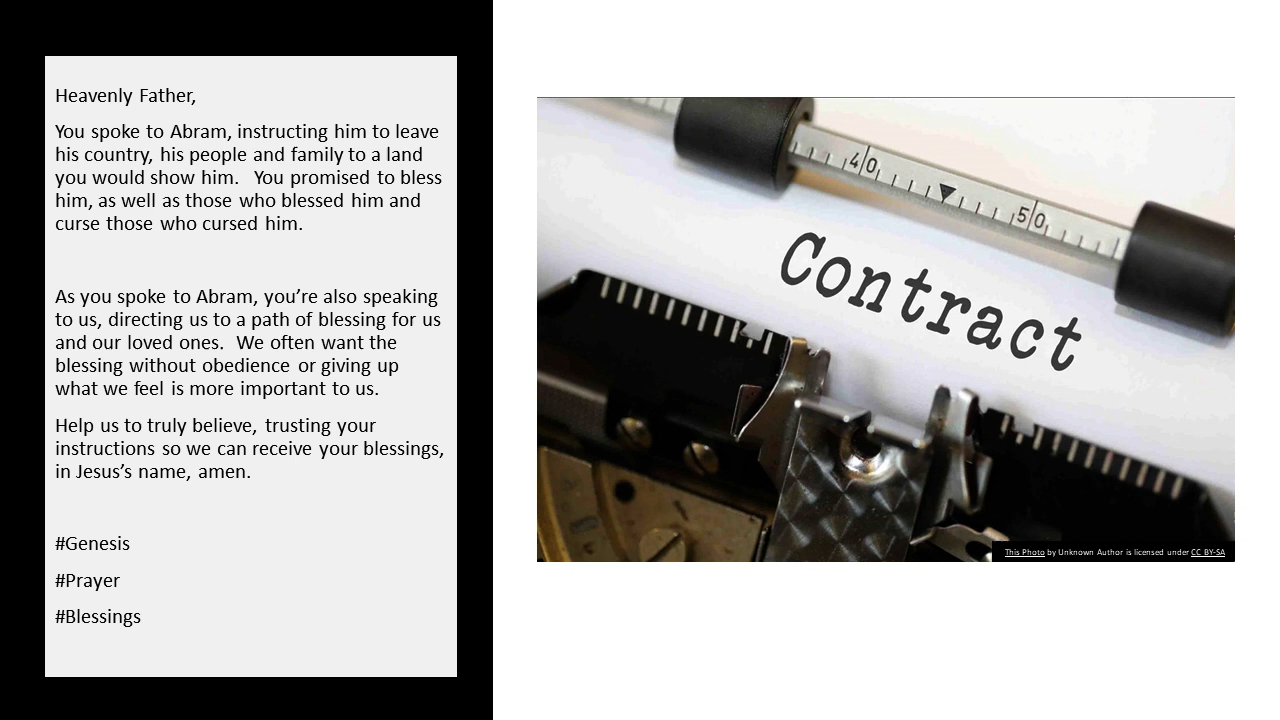 Heavenly Father,
You spoke to Abram, instructing him to leave
his country, his people and family to a land
you would show him.   You promised to bless
him, as well as those who blessed him and
curse those who cursed him.
As you spoke to Abram, you’re also speaking
to us, directing us to a path of blessing for us
and our loved ones.  We often want the
blessing without obedience or giving up
what we feel is more important to us.
Help us to truly believe, trusting your
instructions so we can receive your blessings,
in Jesus’s name, amen.
#Genesis
#Prayer
#Blessings
40
50
Contract
This Photo by Unknown Author is licensed under CC BY-SA